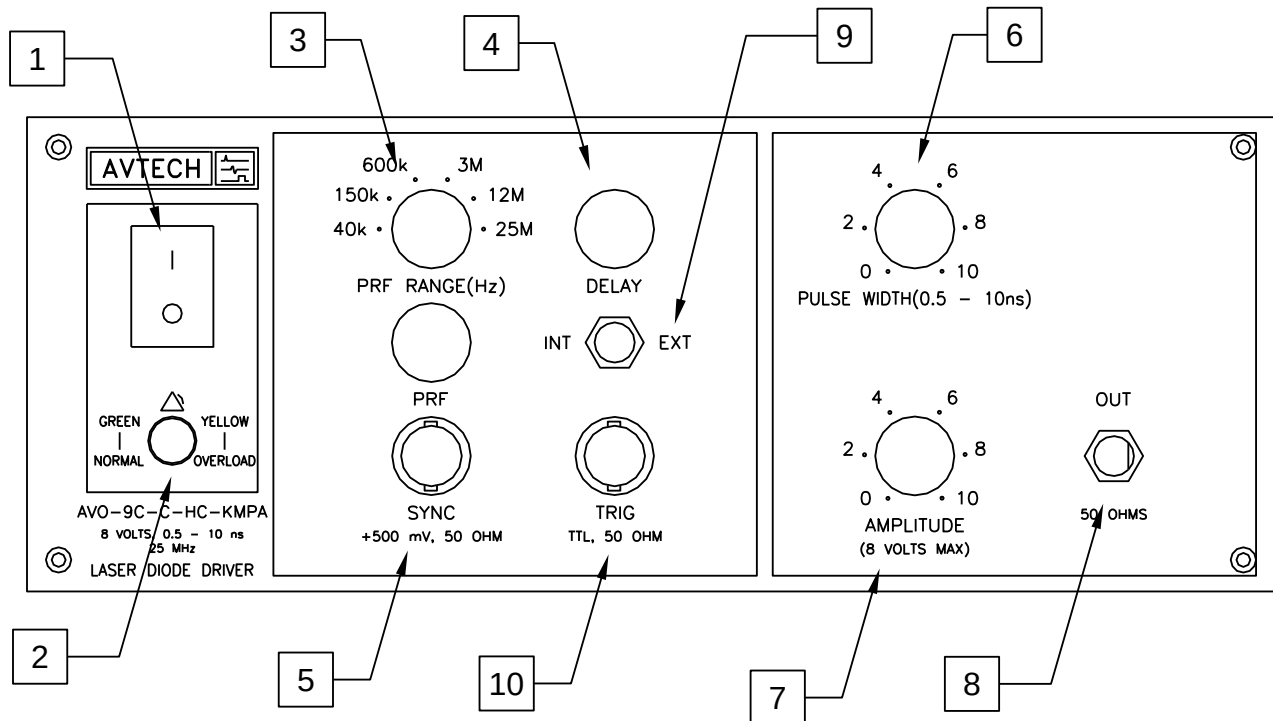 1
3
4
9
6
AVTECH
I
O
GREEN
NORMAL
YELLOW
OVERLOAD
AVO-9C-C-HC-KMPA
8 VOLTS, 0.5 - 10 ns
25 MHz
LASER DIODE DRIVER
40k
150k
600k
3M
12M
25M
PRF RANGE(Hz)
DELAY
INT
EXT
PRF
SYNC
+500 mV, 50 OHM
TRIG
TTL, 50 OHM
0
2
4
6
8
10
PULSE WIDTH(0.5 - 10ns)
0
2
4
6
8
10
AMPLITUDE
(8 VOLTS MAX)
OUT
50 OHMS
2
5
10
7
8